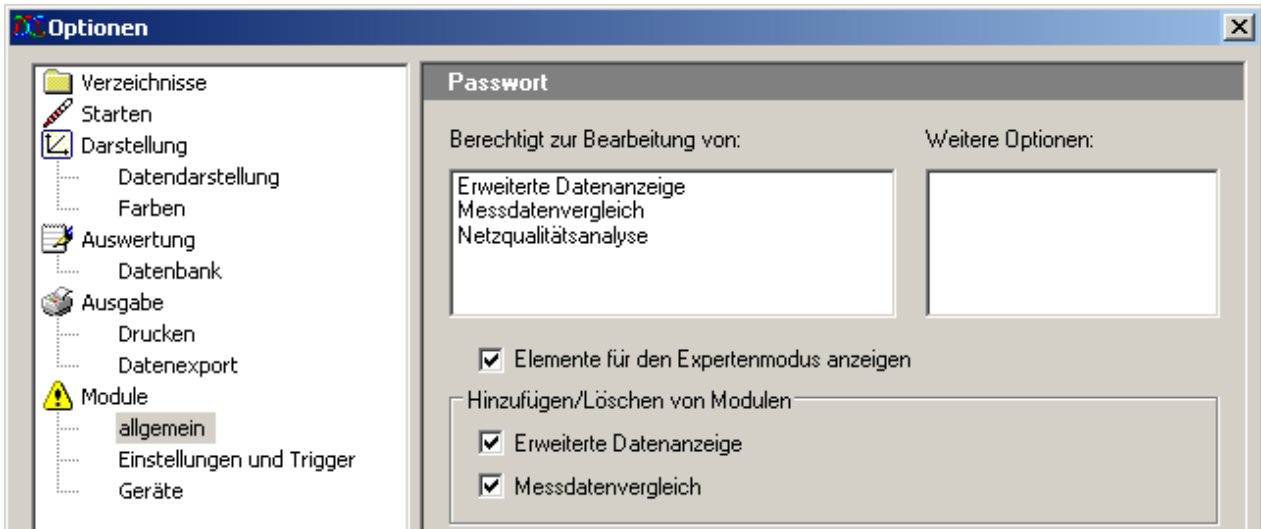 Optionen
Verzeichnisse
Starten
Darstellung
Datendarstellung
Farben
Auswertung
Datenbank
Ausgabe
Drucken
Datenexport
Module
allgemein
Einstellungen und Trigger
Geräte
Passwort
Berechtigt zur Bearbeitung von:
Erweiterte Datenanzeige
Messdatenvergleich
Netzqualitätsanalyse
Weitere Optionen:
Elemente für den Expertenmodus anzeigen
Hinzufügen/Löschen von Modulen
Erweiterte Datenanzeige
Messdatenvergleich